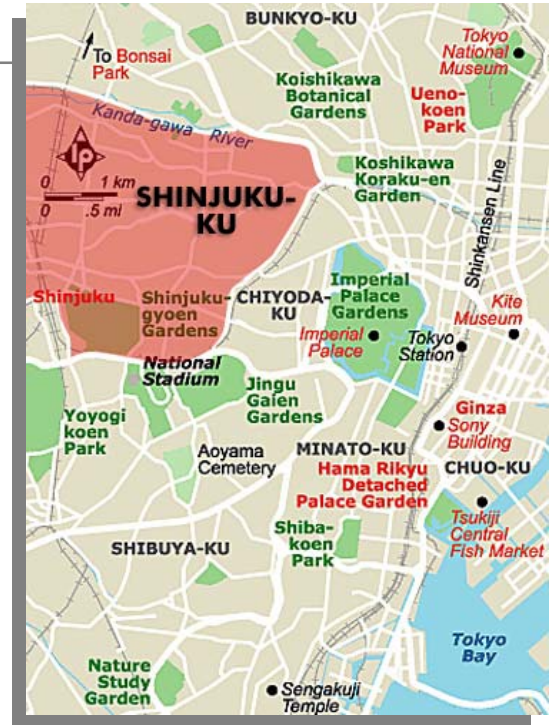 BUNKYO-KU
To Bonsai
Park
Koishikawa
Botanical
Gardens
Tokyo
National
Museum
Ueno-
koen
Park
Kanda-gawa River
lp
0 1 km
0 .5 mi
SHINJUKU-
KU
Koshikawa
Koraku-en
Garden
Shinkansen Line
Shinjuku
Shinjuku-
gyoen
Gardens
CHIYODA-
KU
Imperial
Palace
Gardens
Imperial
Palace
Tokyo
Station
Kite
Museum
National
Stadium
Jingu
Gaien
Gardens
Yoyogi
koen
Park
Aoyama
Cemetery
MINATO-KU
Ginza
Sony
Building
Hama Rikyu
Detached
Palace Garden
CHUO-KU
Tsukiji
Central
Fish Market
Shiba-
koen
Park
SHIBUYA-KU
Tokyo
Bay
Nature
Study
Garden
Sengakuji
Temple